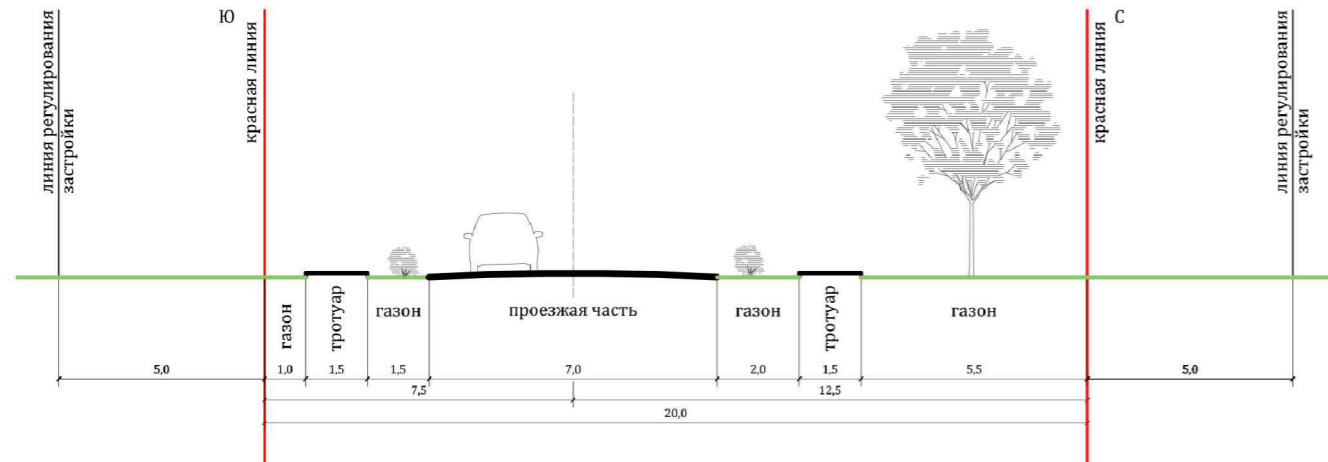 линия регулирования
застройки
Ю
красная линия
С
красная линия
линия регулирования
застройки
газон
тротуар
газон
проезжая часть
газон
тротуар
газон
5,0
1,0
1,5
1,5
7,0
2,0
1,5
5,5
5,0
7,5
12,5
20,0